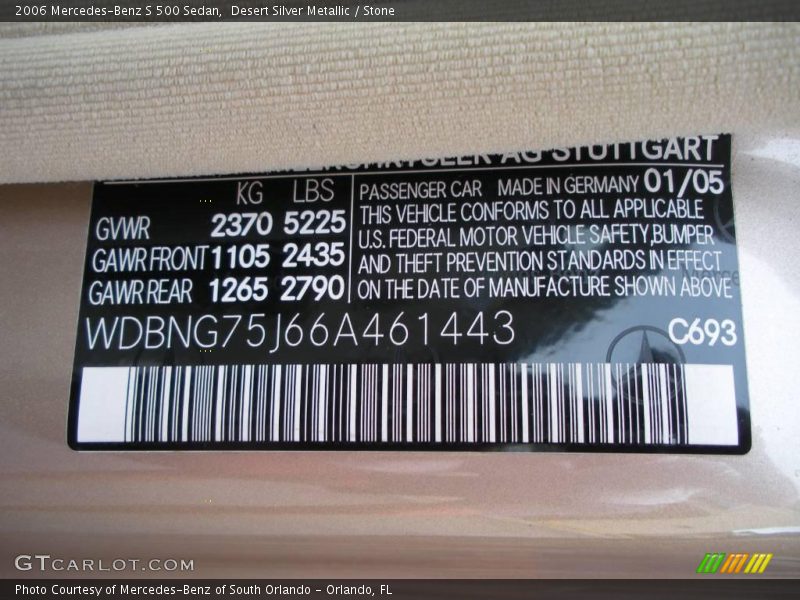 2006 Mercedes-Benz S 500 Sedan,  Desert Silver Metallic / Stone
AG STUTTGART
KG LBS
GVWR 2370 5225
GAWR FRONT 1105 2435
GAWR REAR 1265 2790
PASSENGER CAR MADE IN GERMANY 01/05
THIS VEHICLE CONFORMS TO ALL APPLICABLE
U.S. FEDERAL MOTOR VEHICLE SAFETY,BUMPER
AND THEFT PREVENTION STANDARDS IN EFFECT
ON THE DATE OF MANUFACTURE SHOWN ABOVE
WDBNG75J66A461443
C693
GTCARLOT.COM
Photo Courtesy of Mercedes-Benz of South Orlando - Orlando, FL